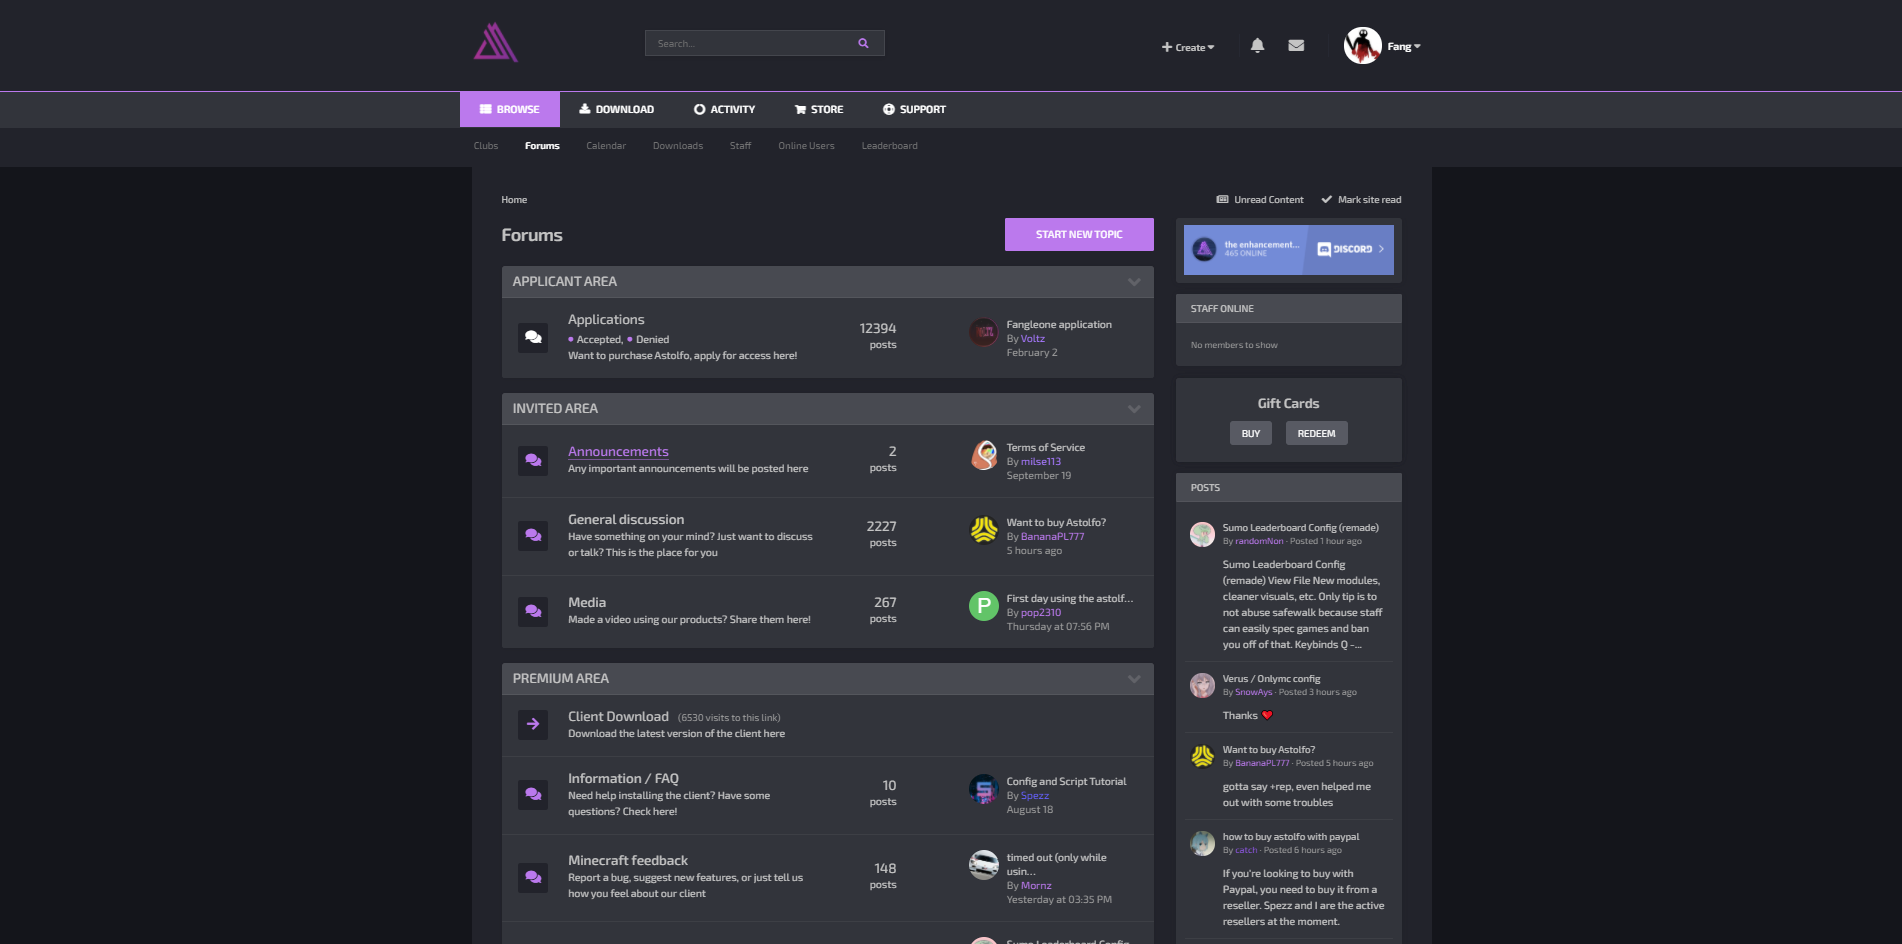 Search...
Create
Fang
BROWSE
DOWNLOAD
ACTIVITY
STORE
SUPPORT
Clubs
Forums
Calendar
Downloads
Staff
Online Users
Leaderboard
Home
Unread Content
Mark site read
Forums
START NEW TOPIC
APPLICANT AREA
Applications
Accepted, Denied
Want to purchase Astolfo, apply for access here!
12394
posts
Fangleone application
By Voltz
February 2
INVITED AREA
Announcements
Any important announcements will be posted here
2
posts
Terms of Service
By milse113
September 19
General discussion
Have something on your mind? Just want to discuss
or talk? This is the place for you
2227
posts
Want to buy Astolfo?
By BananaPL777
5 hours ago
Media
Made a video using our products? Share them here!
267
posts
P
First day using the astolf...
By pop2310
Thursday at 07:56 PM
PREMIUM AREA
Client Download (6530 visits to this link)
Download the latest version of the client here
Information / FAQ
Need help installing the client? Have some
questions? Check here!
10
posts
Config and Script Tutorial
By Spezz
August 18
Minecraft feedback
Report a bug, suggest new features, or just tell us
how you feel about our client
148
posts
timed out (only while
usin...
By Mornz
Yesterday at 03:35 PM
the enhancement...
465 ONLINE
DISCORD
STAFF ONLINE
No members to show
Gift Cards
BUY
REDEEM
POSTS
Sumo Leaderboard Config (remade)
By randomNon · Posted 1 hour ago
Sumo Leaderboard Config
(remade) View File New modules,
cleaner visuals, etc. Only tip is to
not abuse safewalk because staff
can easily spec games and ban
you off of that. Keybinds Q -...
Verus / Onlymc config
By SnowAys · Posted 3 hours ago
Thanks ❤
Want to buy Astolfo?
By BananaPL777 · Posted 5 hours ago
gotta say +rep, even helped me
out with some troubles
how to buy astolfo with paypal
By catch · Posted 6 hours ago
If you're looking to buy with
Paypal, you need to buy it from a
reseller. Spezz and I are the active
resellers at the moment.